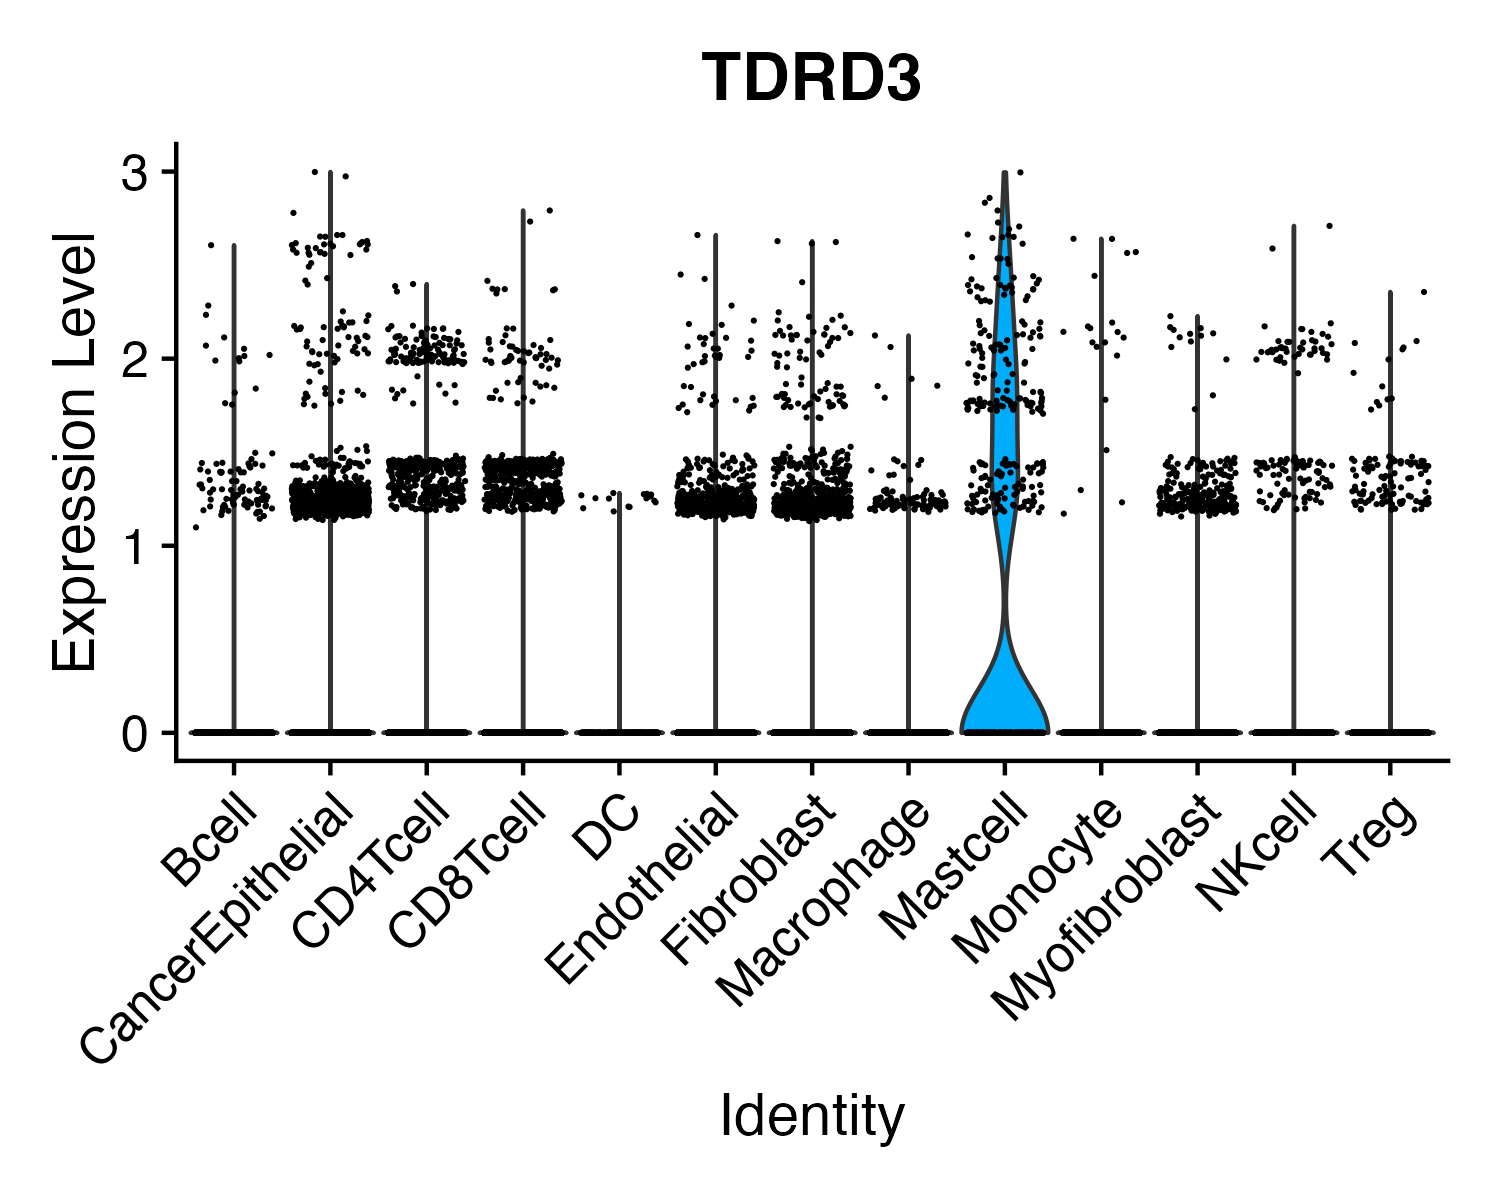 TDRD3
Expression Level
3
2
1
0
Bcell
CancerEpithelial
CD4Tcell
CD8Tcell
DC
Endothelial
Fibroblast
Macrophage
Mastcell
Monocyte
Myofibroblast
NKcell
Treg
Identity